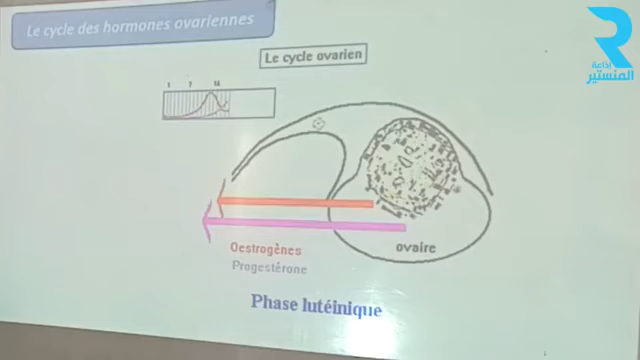 Le cycle des hormones ovariennes
Le cycle ovarien
1 7 14
Oestrogènes
Progestérone
ovaire
Phase lutéinique
إذاعة
المنستير